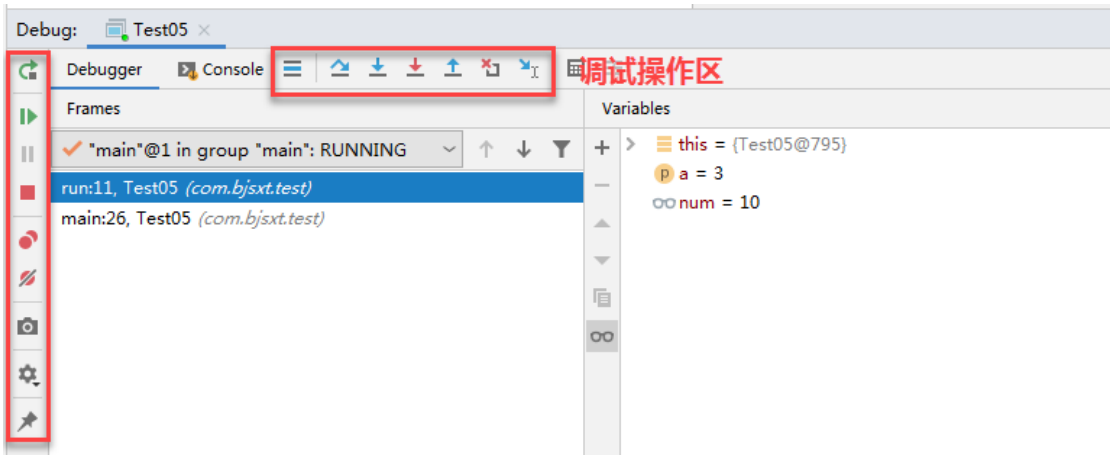 Debug: Test05
Debugger Console 调试操作区
Frames Variables
"main"@1 in group "main": RUNNING
this = {Test05@795}
a = 3
num = 10
run:11, Test05 (com.bjsxt.test)
main:26, Test05 (com.bjsxt.test)